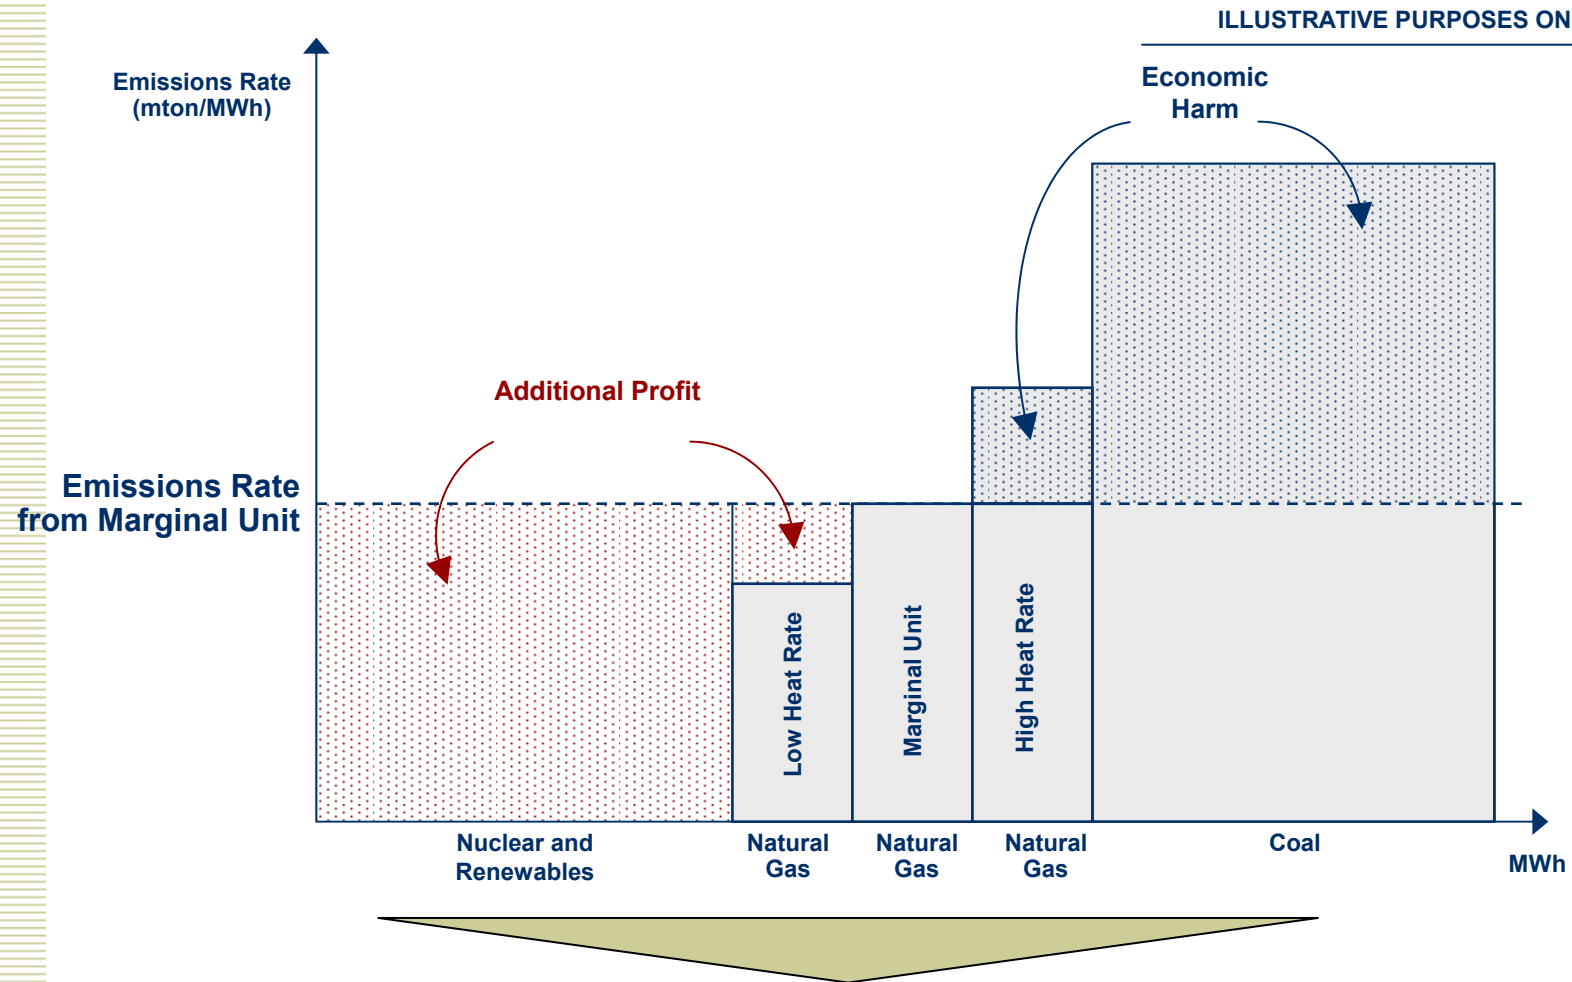 ILLUSTRATIVE PURPOSES ON
Emissions Rate
(mton/MWh)
Economic
Harm
Additional Profit
Emissions Rate
from Marginal Unit
Low Heat Rate
Marginal Unit
High Heat Rate
Nuclear and
Renewables
Natural
Gas
Natural
Gas
Natural
Gas
Coal
MWh